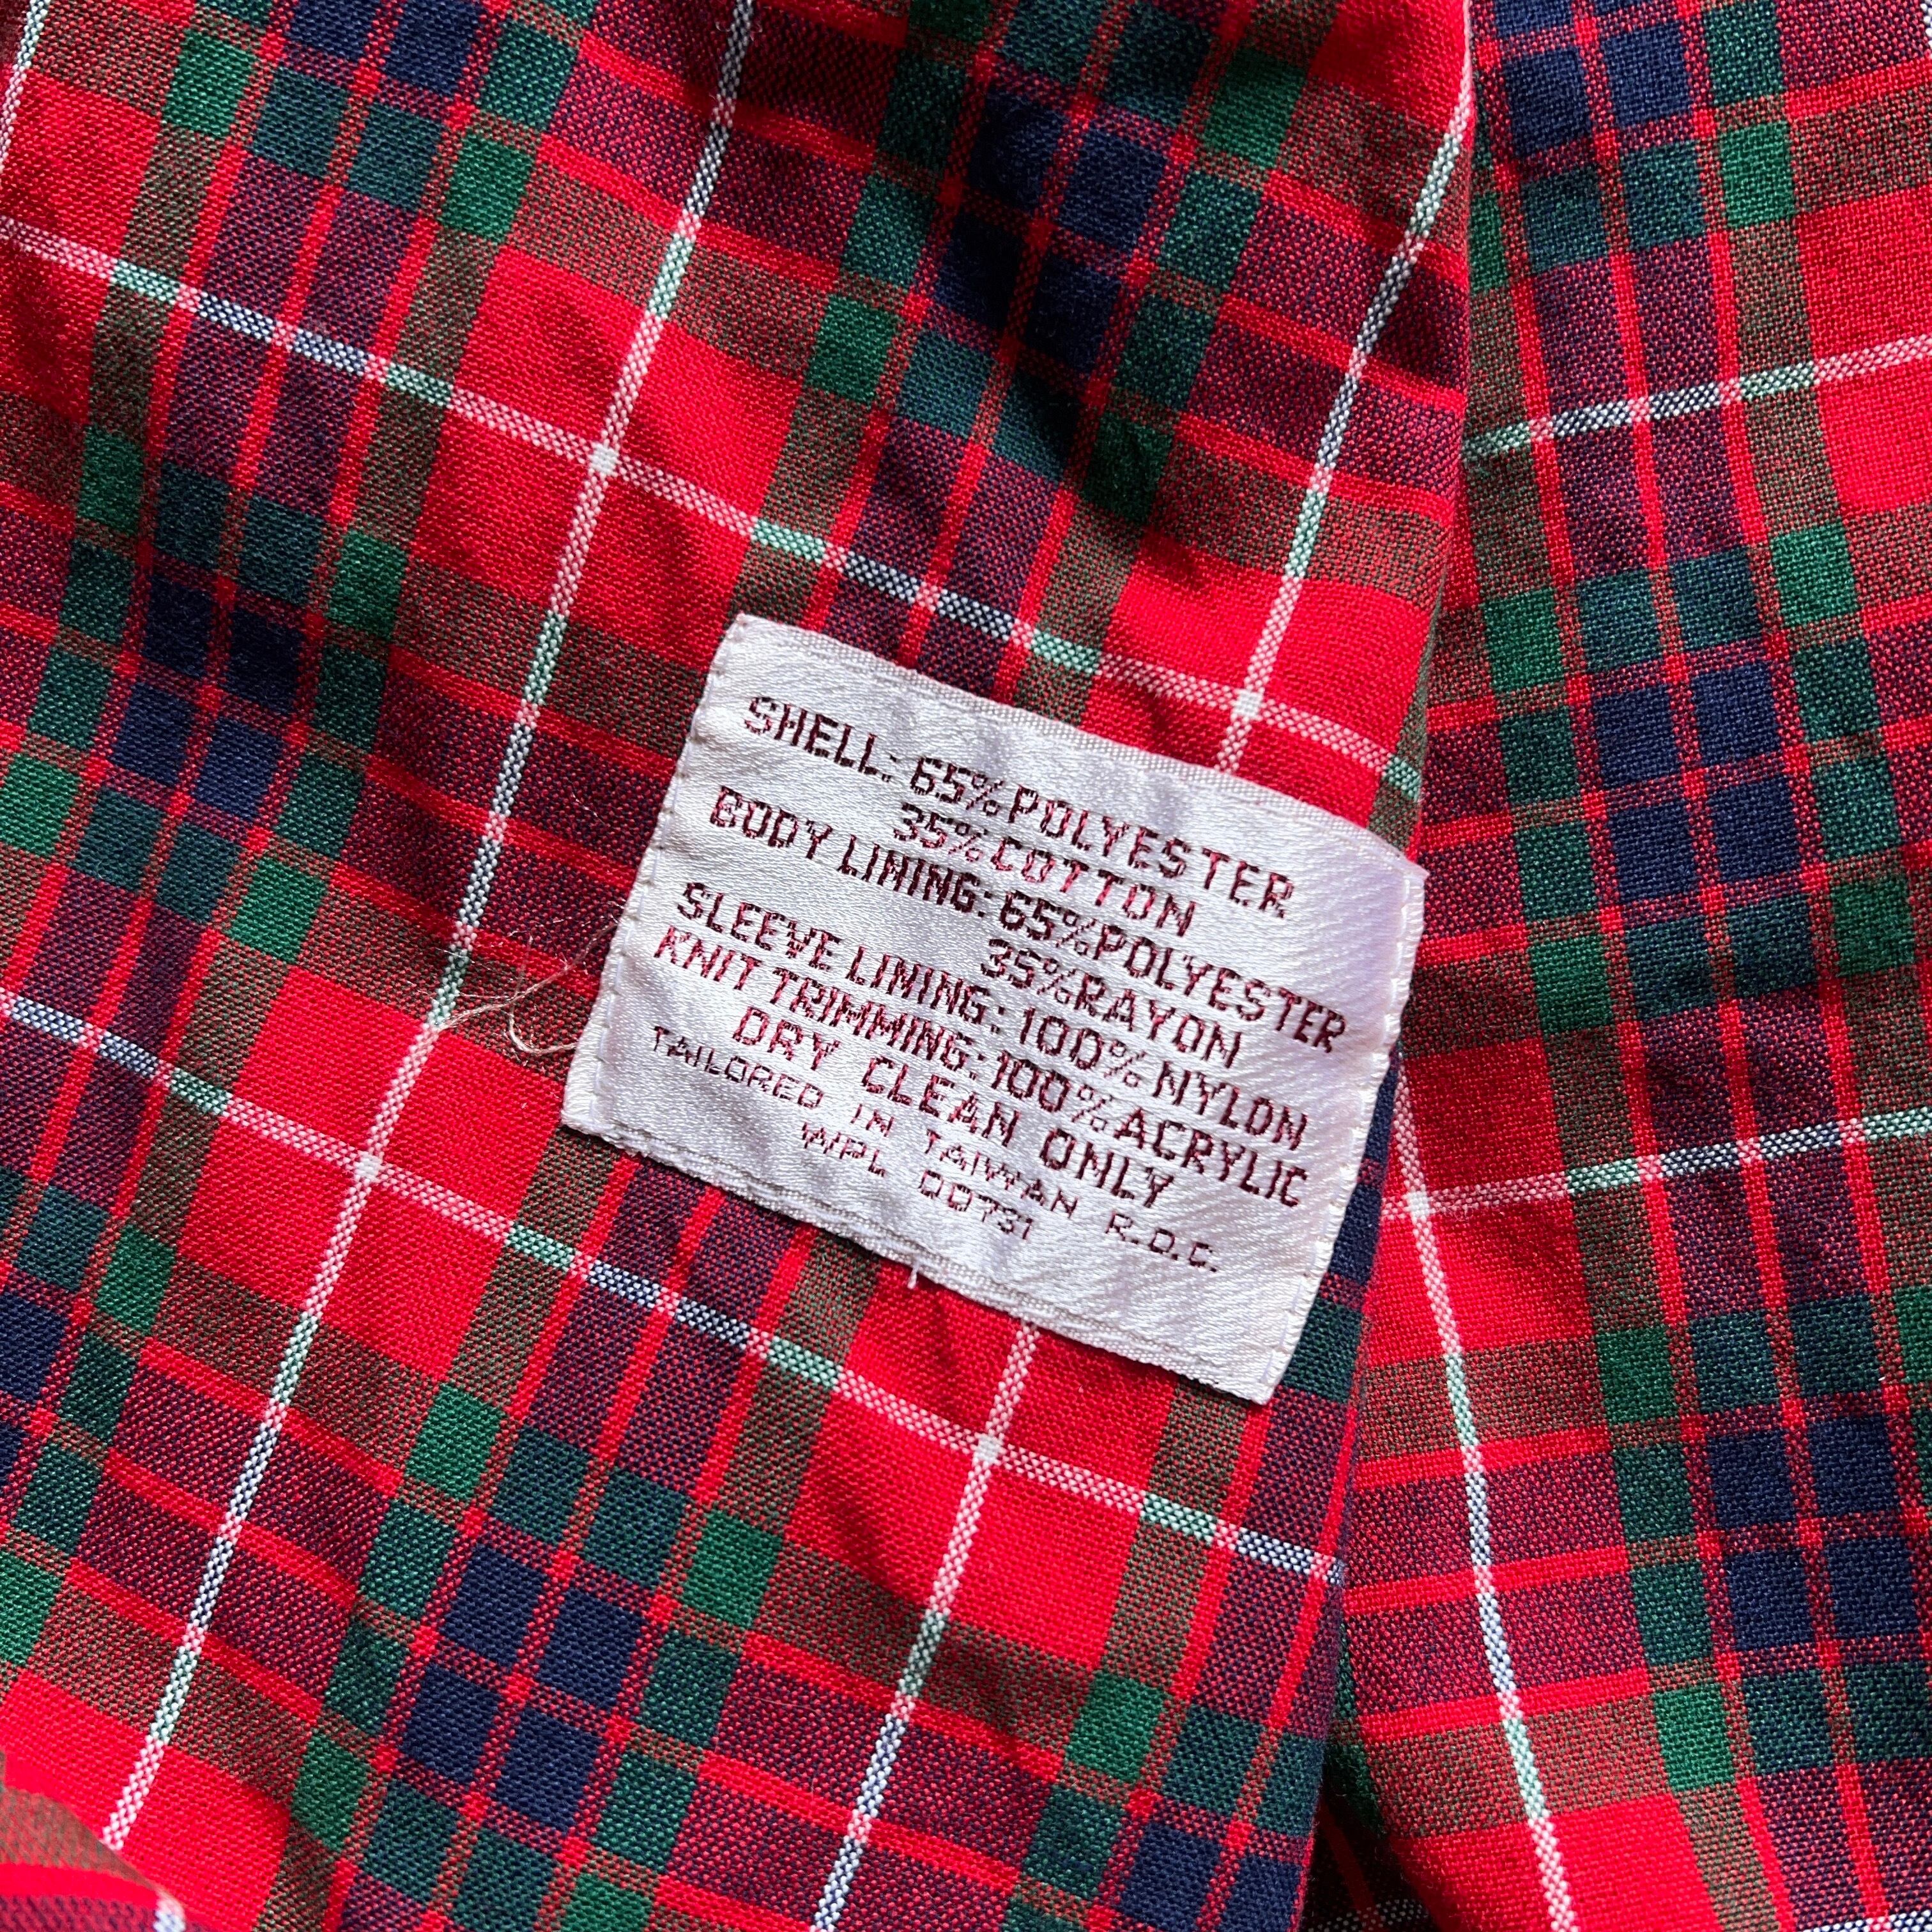 SHELL: 65% POLYESTER
35% COTTON
BODY LINING: 65% POLYESTER
35% RAYON
SLEEVE LINING: 100% NYLON
KNIT TRIMMING: 100% ACRYLIC
DRY CLEAN ONLY
TAILORED IN TAIWAN R.O.C.
WPL 00731